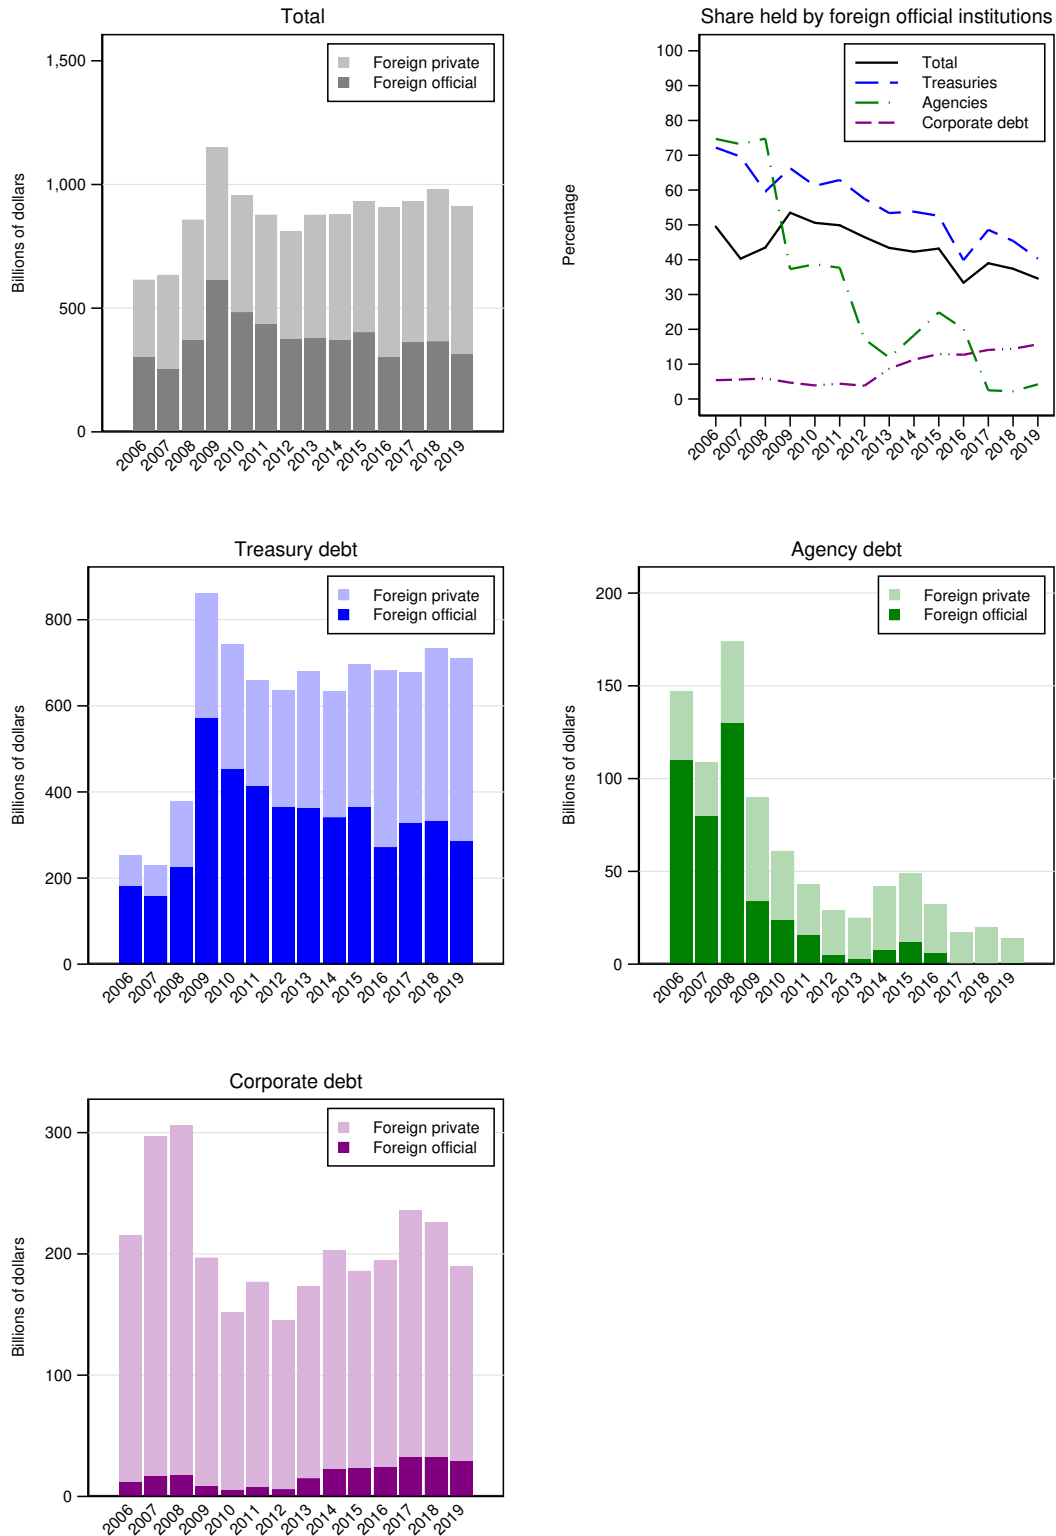 Total
Billions of dollars
1,500
1,000
500
0
Foreign private
Foreign official
2006 2007 2008 2009 2010 2011 2012 2013 2014 2015 2016 2017 2018 2019
Share held by foreign official institutions
Percentage
100
90
80
70
60
50
40
30
20
10
0
Total
Treasuries
Agencies
Corporate debt
2006 2007 2008 2009 2010 2011 2012 2013 2014 2015 2016 2017 2018 2019
Treasury debt
Billions of dollars
800
600
400
200
0
Foreign private
Foreign official
2006 2007 2008 2009 2010 2011 2012 2013 2014 2015 2016 2017 2018 2019
Agency debt
Billions of dollars
200
150
100
50
0
Foreign private
Foreign official
2006 2007 2008 2009 2010 2011 2012 2013 2014 2015 2016 2017 2018 2019
Corporate debt
Billions of dollars
300
200
100
0
Foreign private
Foreign official
2006 2007 2008 2009 2010 2011 2012 2013 2014 2015 2016 2017 2018 2019